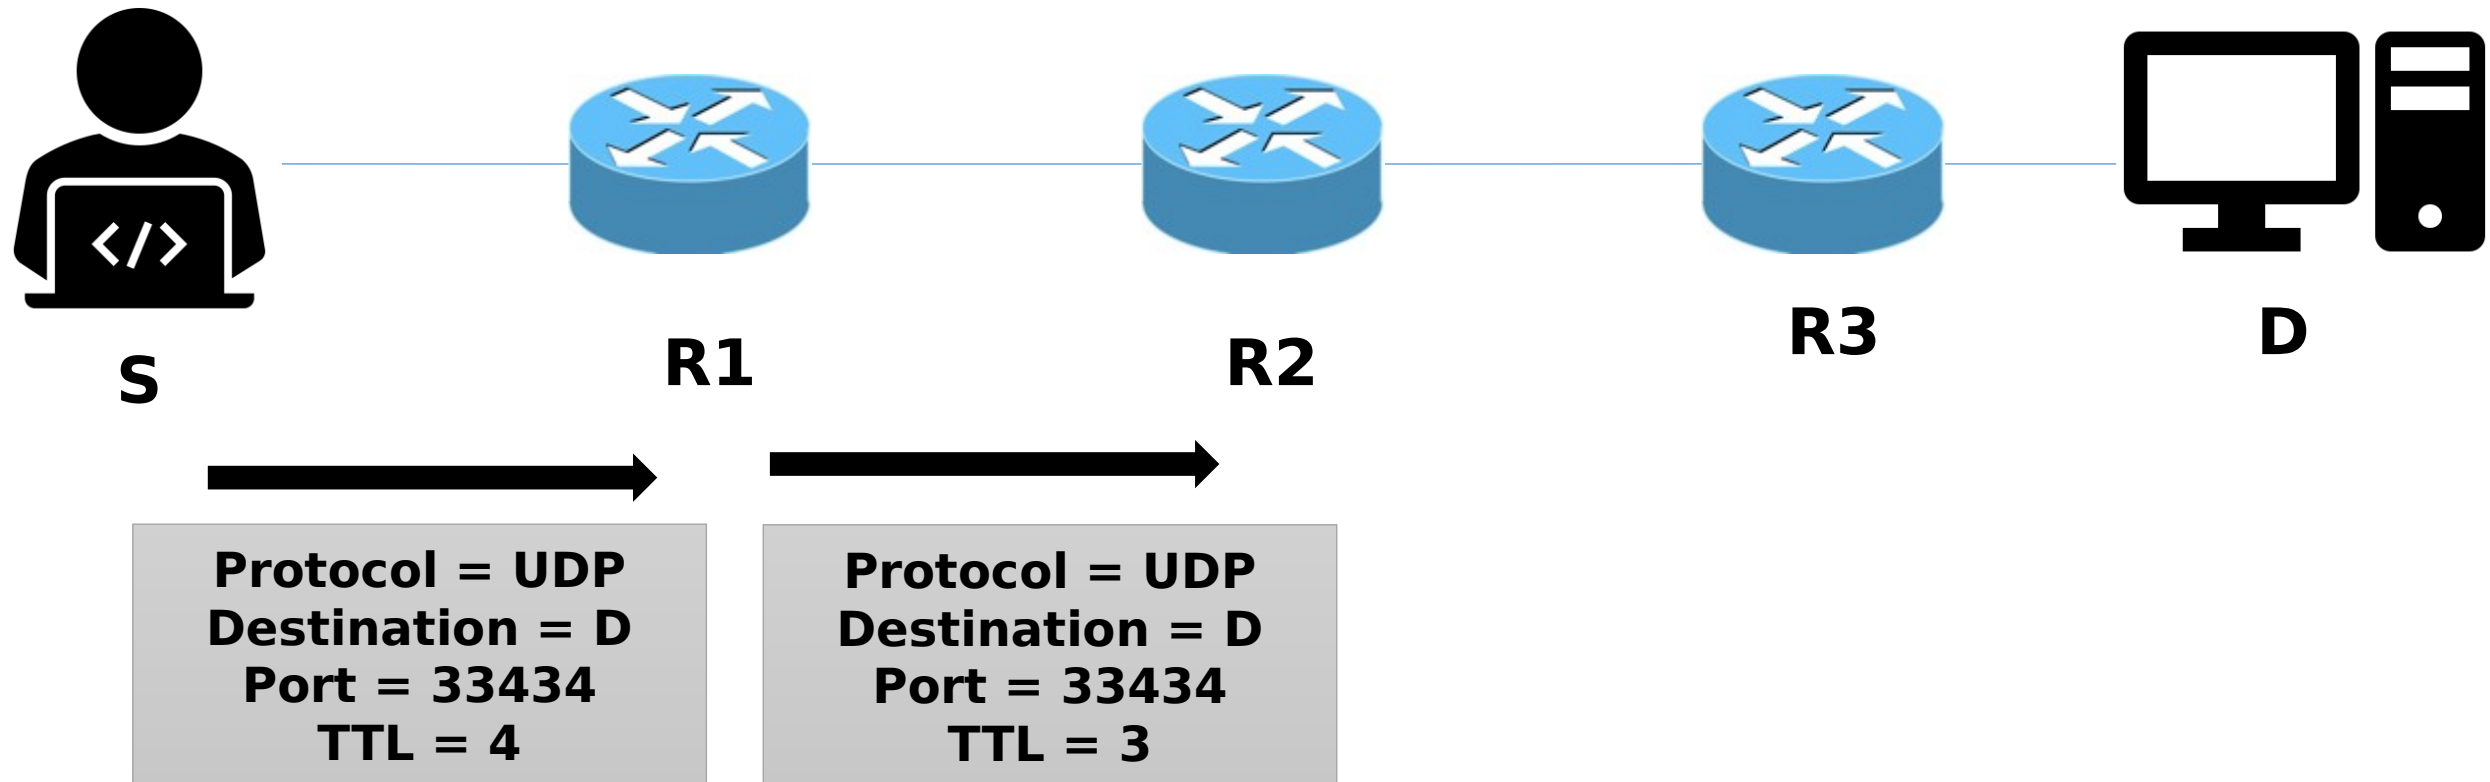 </>
S
R1
R2
R3
D
Protocol = UDP
Destination = D
Port = 33434
TTL = 4
Protocol = UDP
Destination = D
Port = 33434
TTL = 3